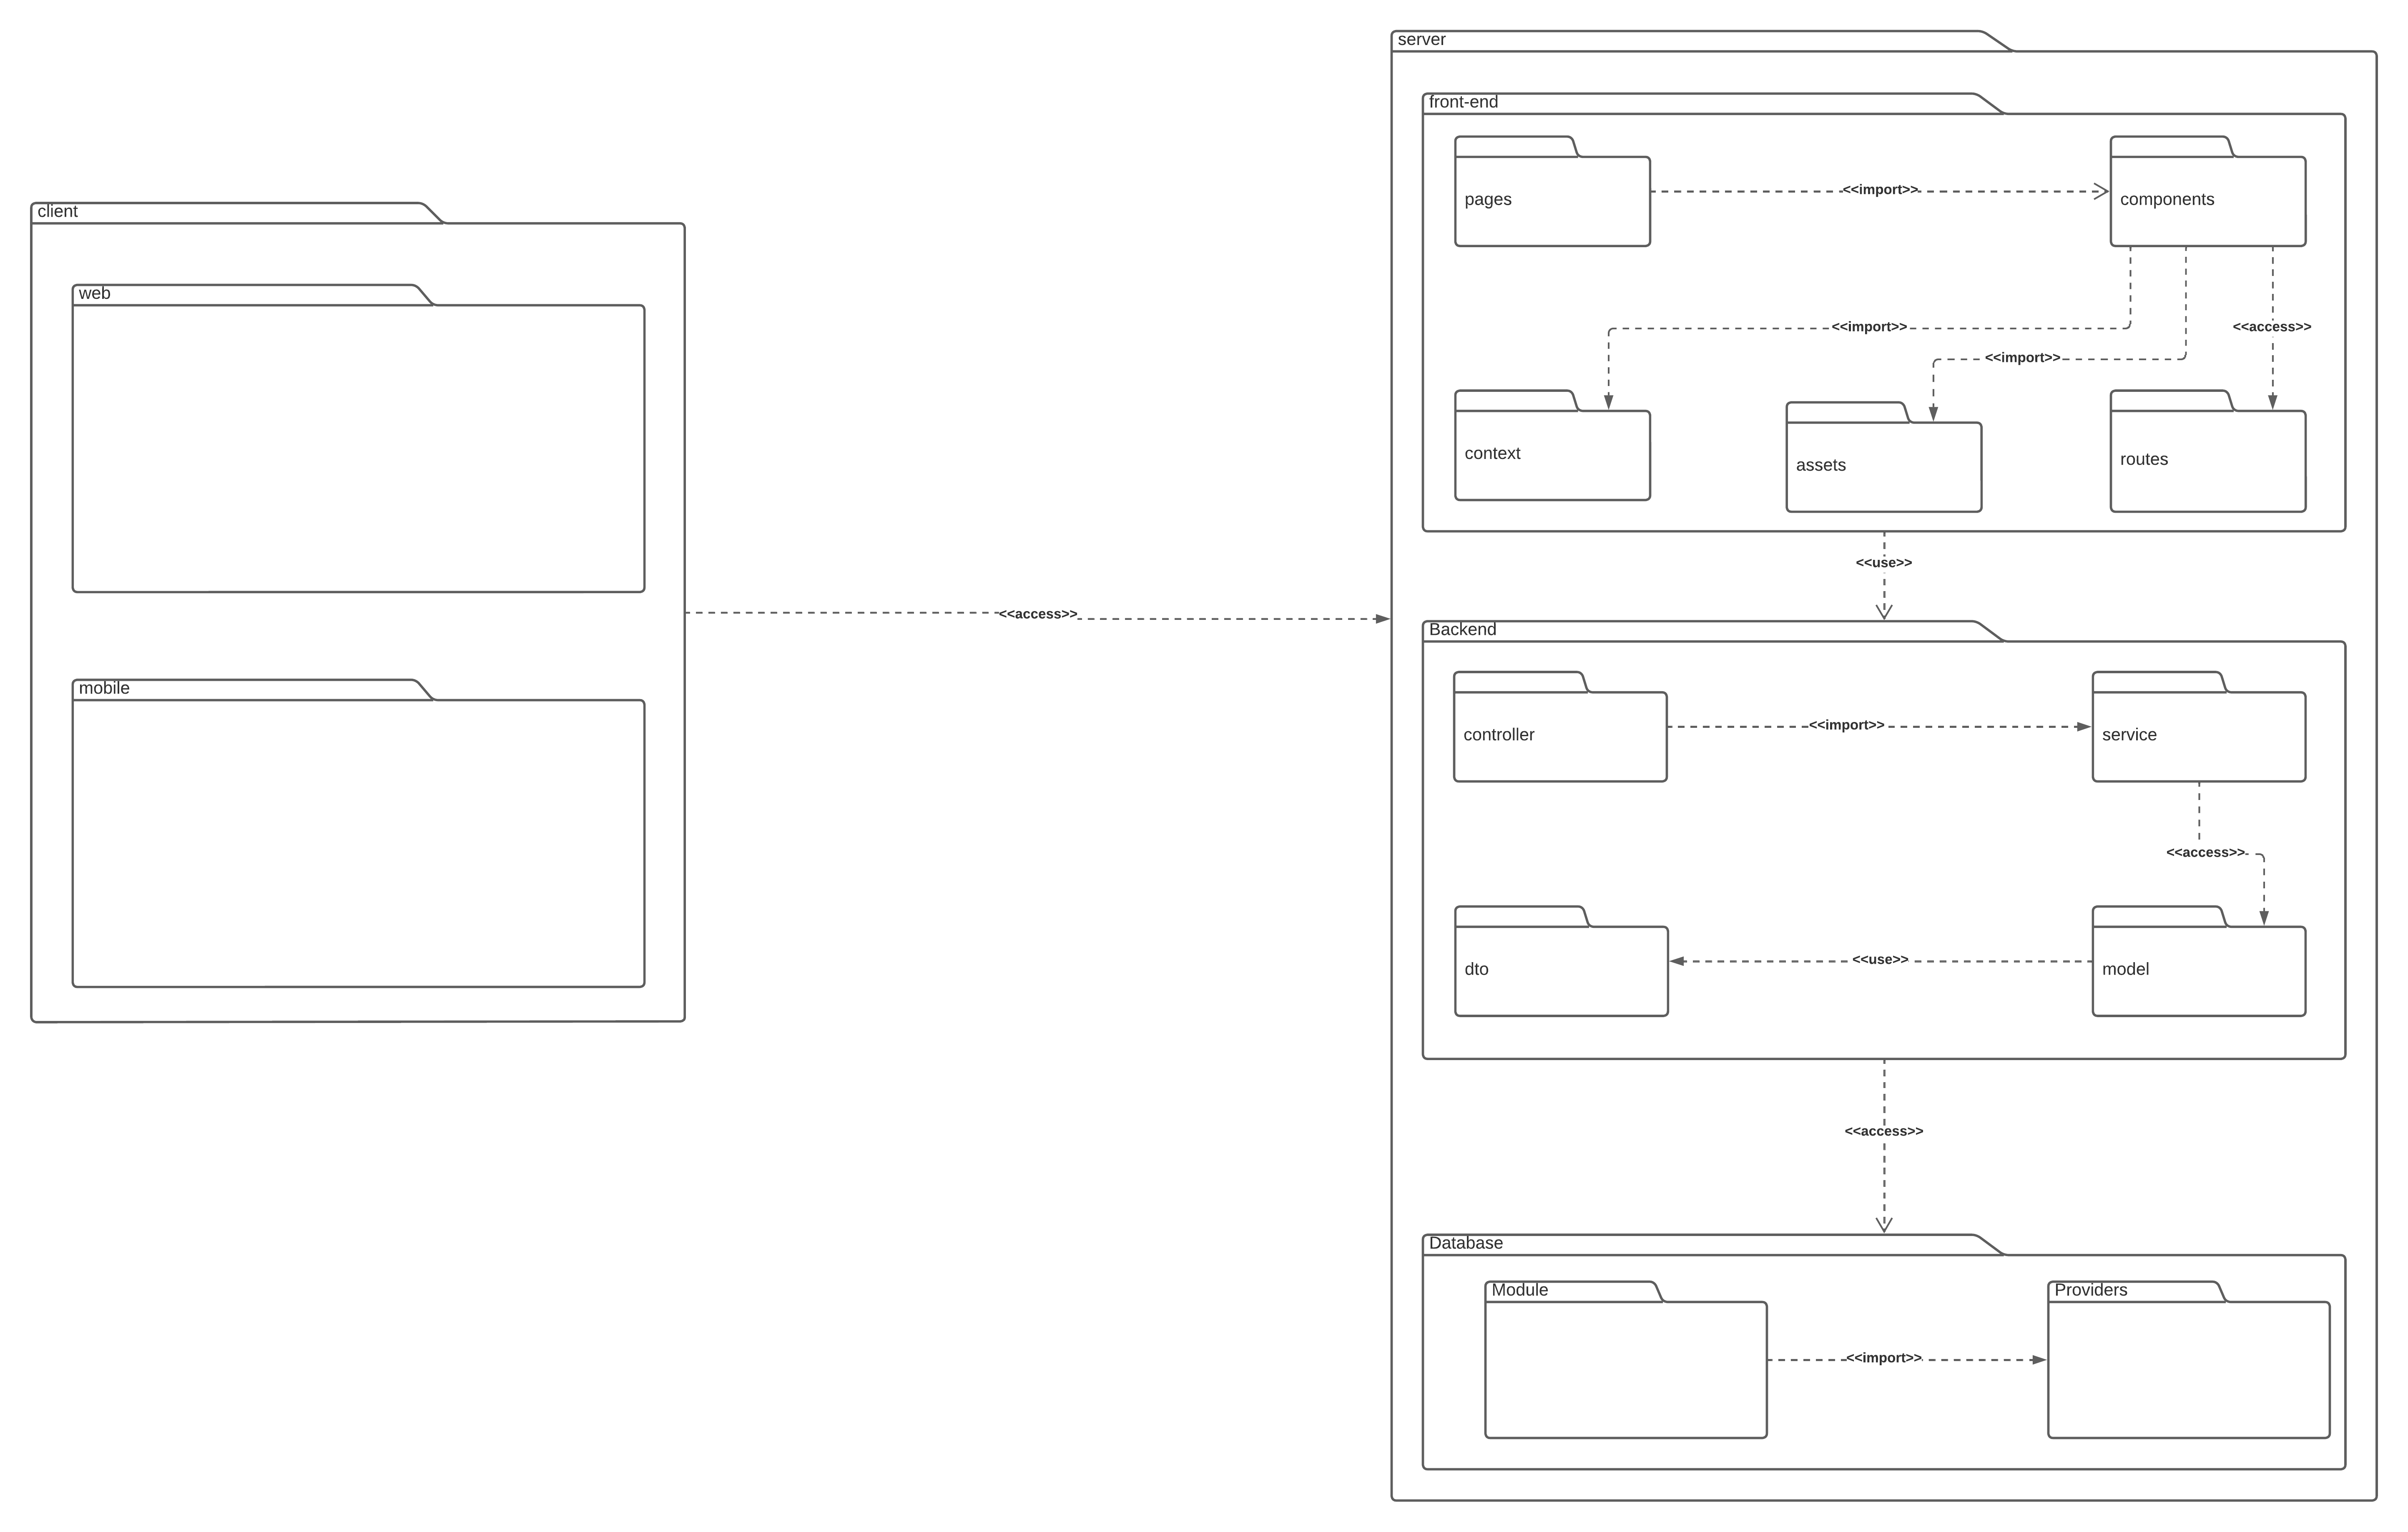 server
front-end
pages
<<import>>
components
client
web
<<import>>
<<access>>
<<import>>
context
assets
routes
<<use>>
<<access>>
Backend
mobile
controller
<<import>>
service
<<access>>
dto
<<use>>
model
<<access>>
Database
Module
Providers
<<import>>